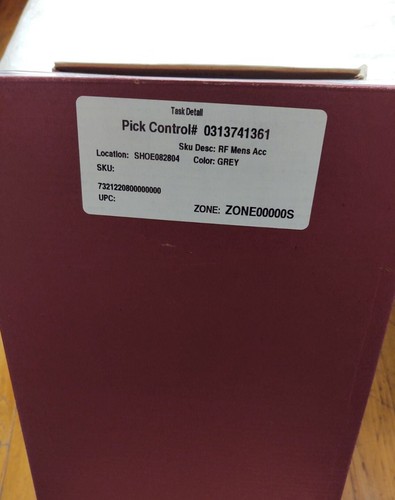 Task Detail
Pick Control# 0313741361
Sku Desc: RF Mens Acc
Location: SHOE082804 Color: GREY
SKU:
7321220800000000
UPC:
ZONE: ZONE00000S